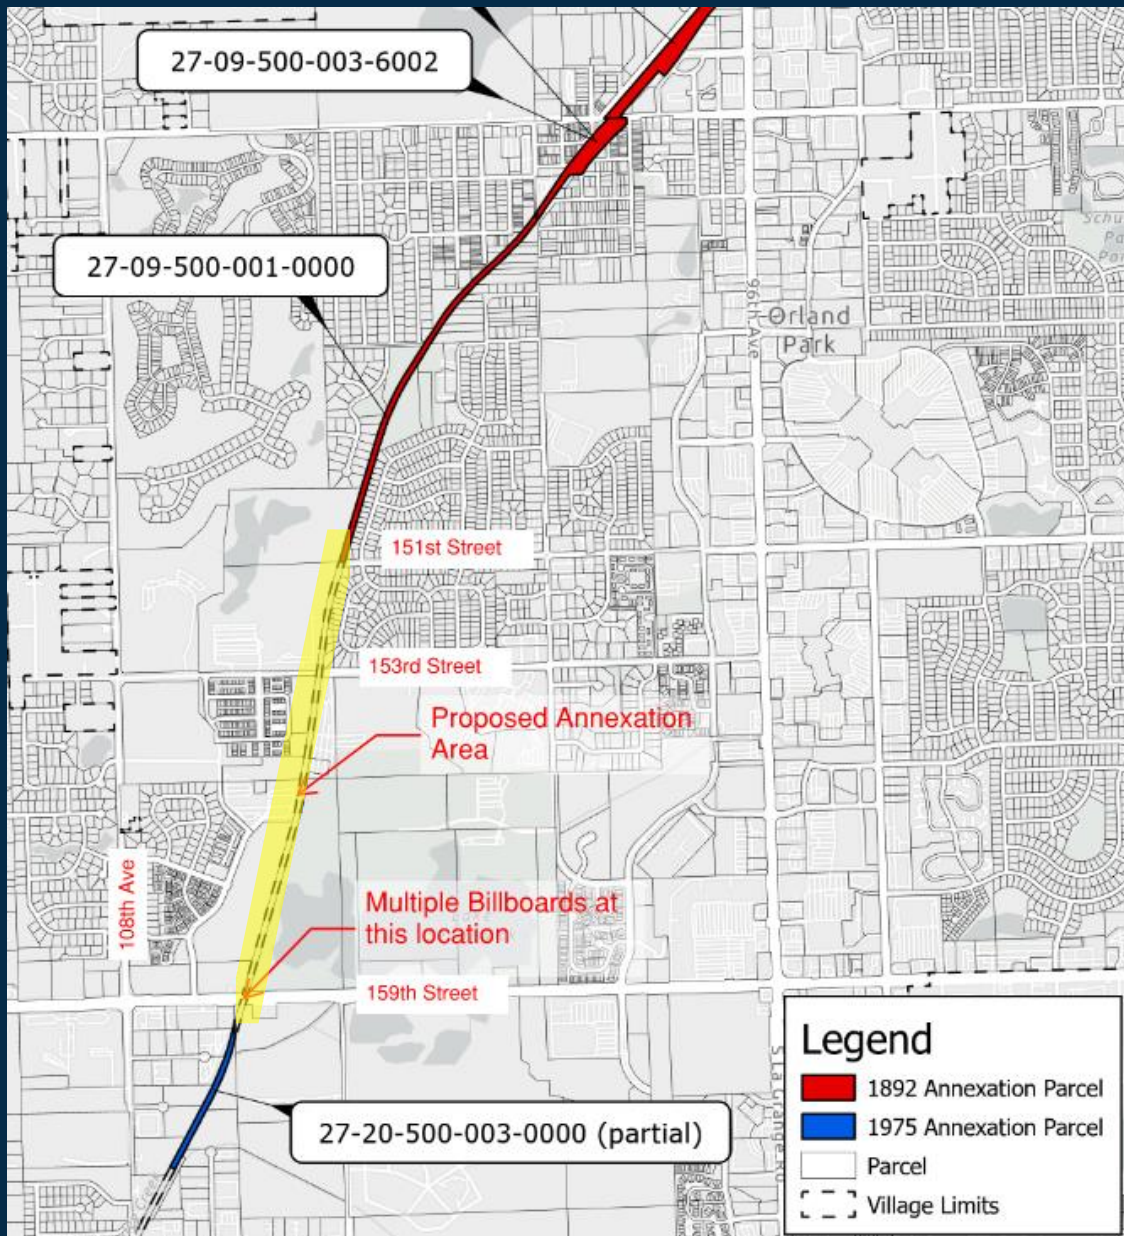 27-09-500-003-6002
27-09-500-001-0000
96th Ave
Orland
Park
151st Street
153rd Street
Proposed Annexation
Area
108th Ave
Multiple Billboards at
this location
159th Street
S La Grange Rd
27-20-500-003-0000 (partial)
Legend
1892 Annexation Parcel
1975 Annexation Parcel
Parcel
Village Limits